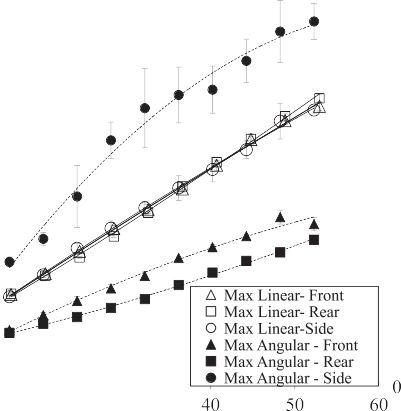 Max Linear- Front
Max Linear- Rear
Max Linear-Side
Max Angular - Front
Max Angular - Rear
Max Angular - Side
0
40 50 60